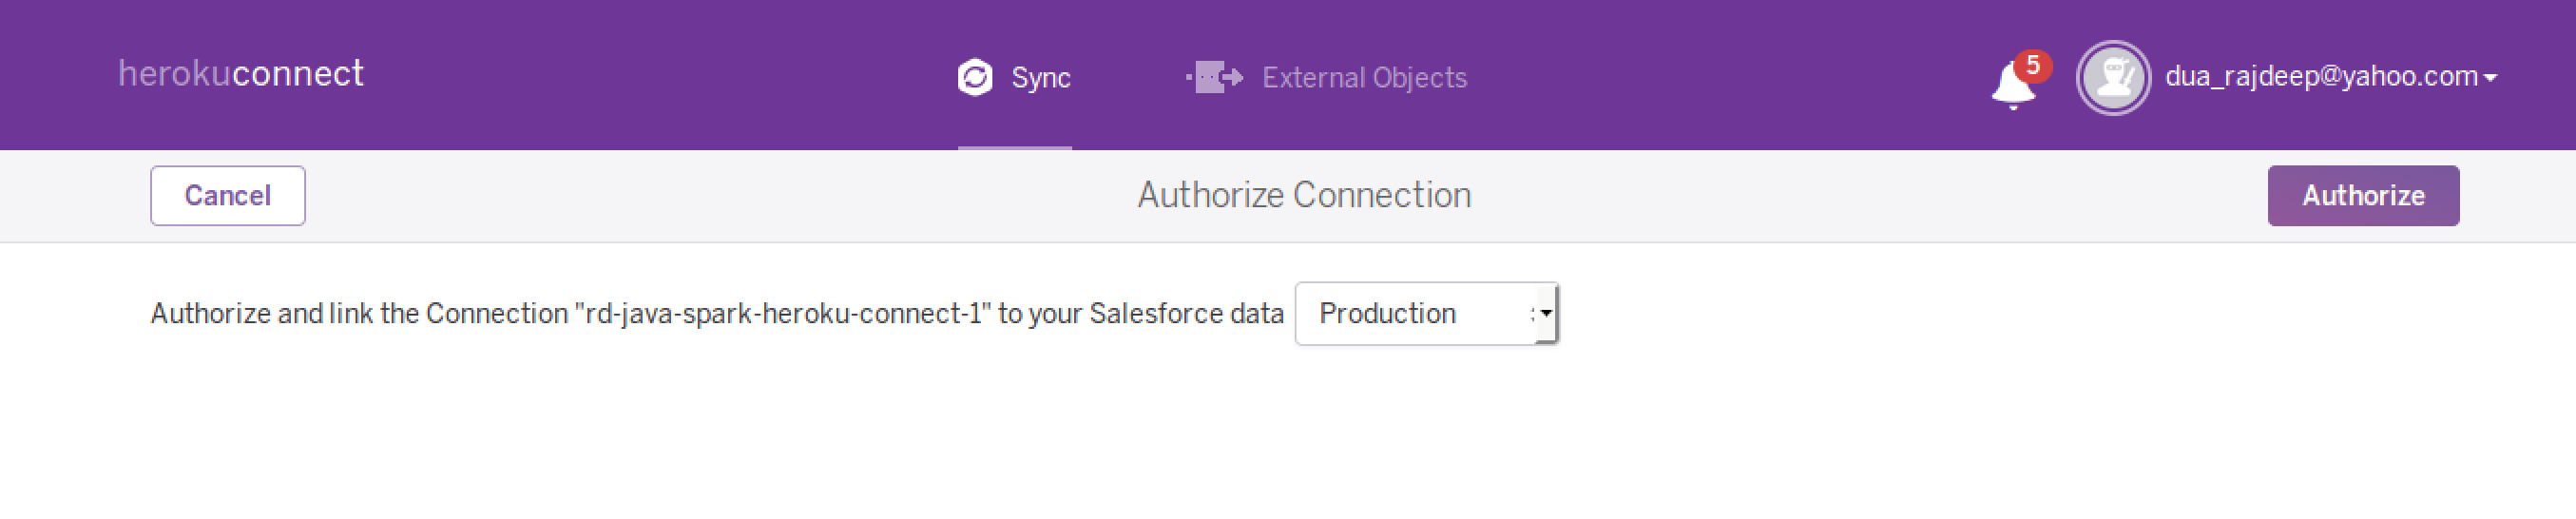 herokuconnect
Sync
External Objects
5
dua_rajdeep@yahoo.com
Cancel
Authorize Connection
Authorize
Authorize and link the Connection "rd-java-spark-heroku-connect-1" to your Salesforce data Production